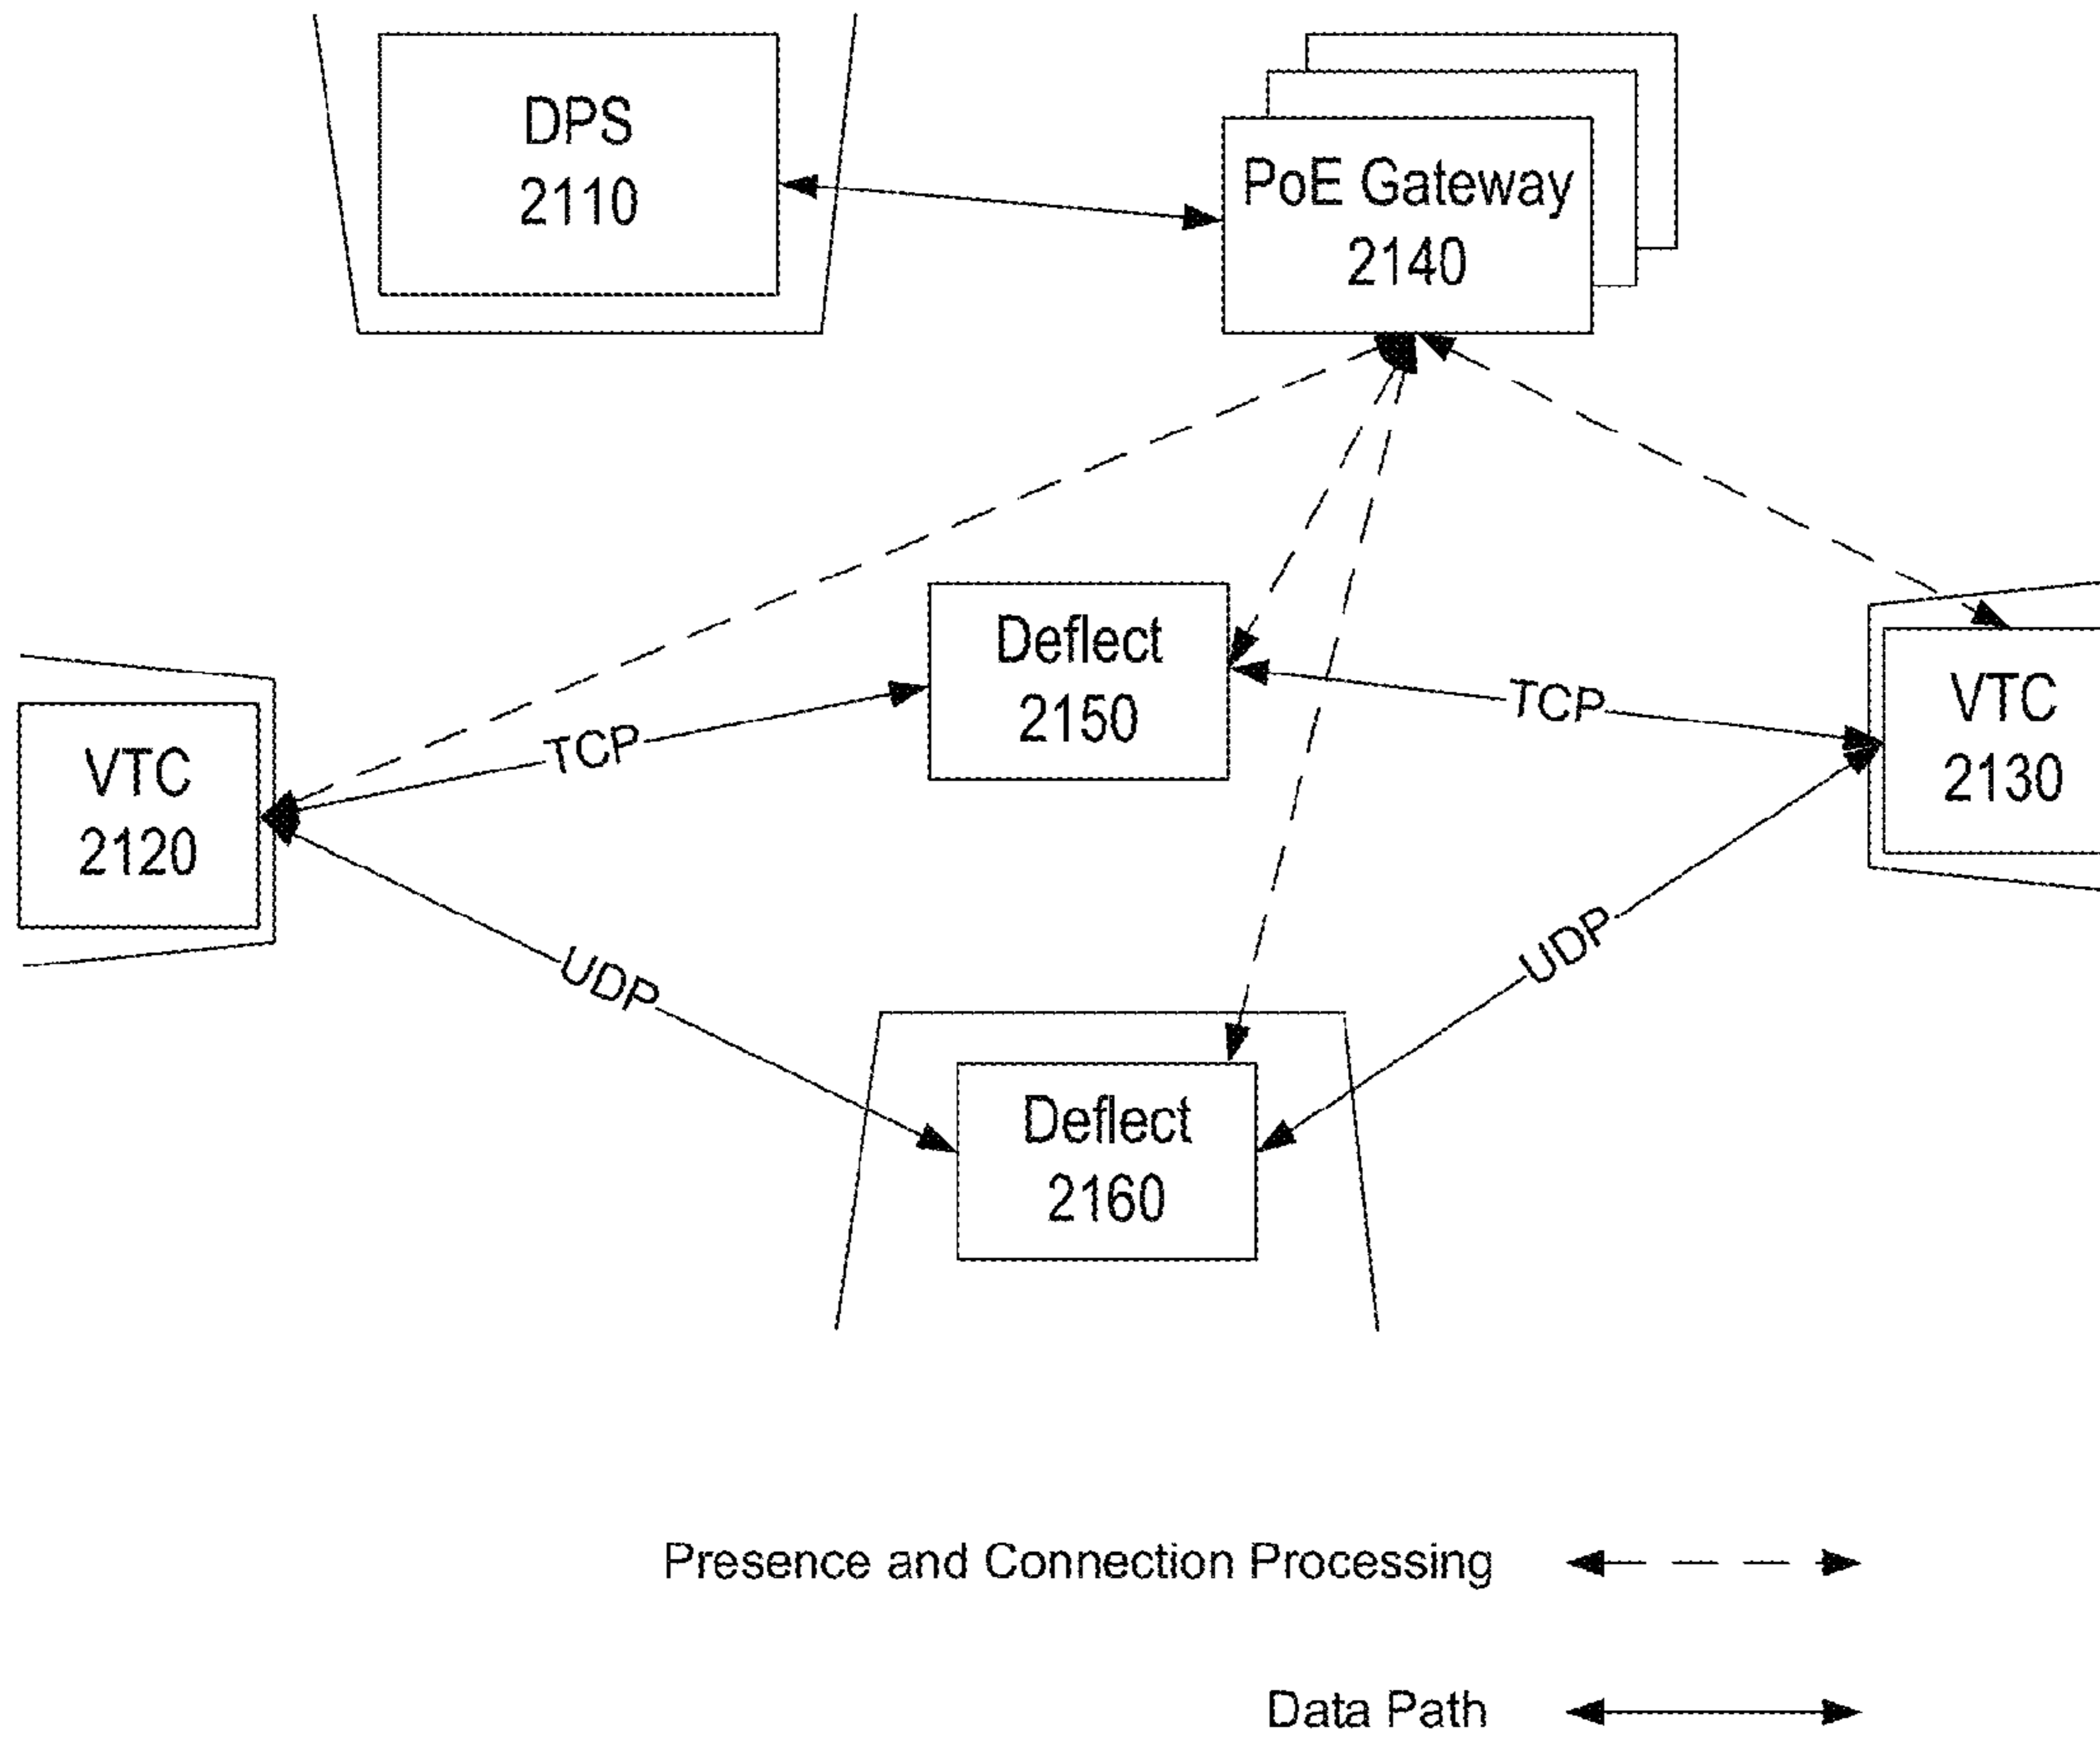 DPS
2110
PoE Gateway
2140
Deflect
2150
TCP
TCP
VTC
2120
VTC
2130
UDP
UDP
Deflect
2160
Presence and Connection Processing
Data Path